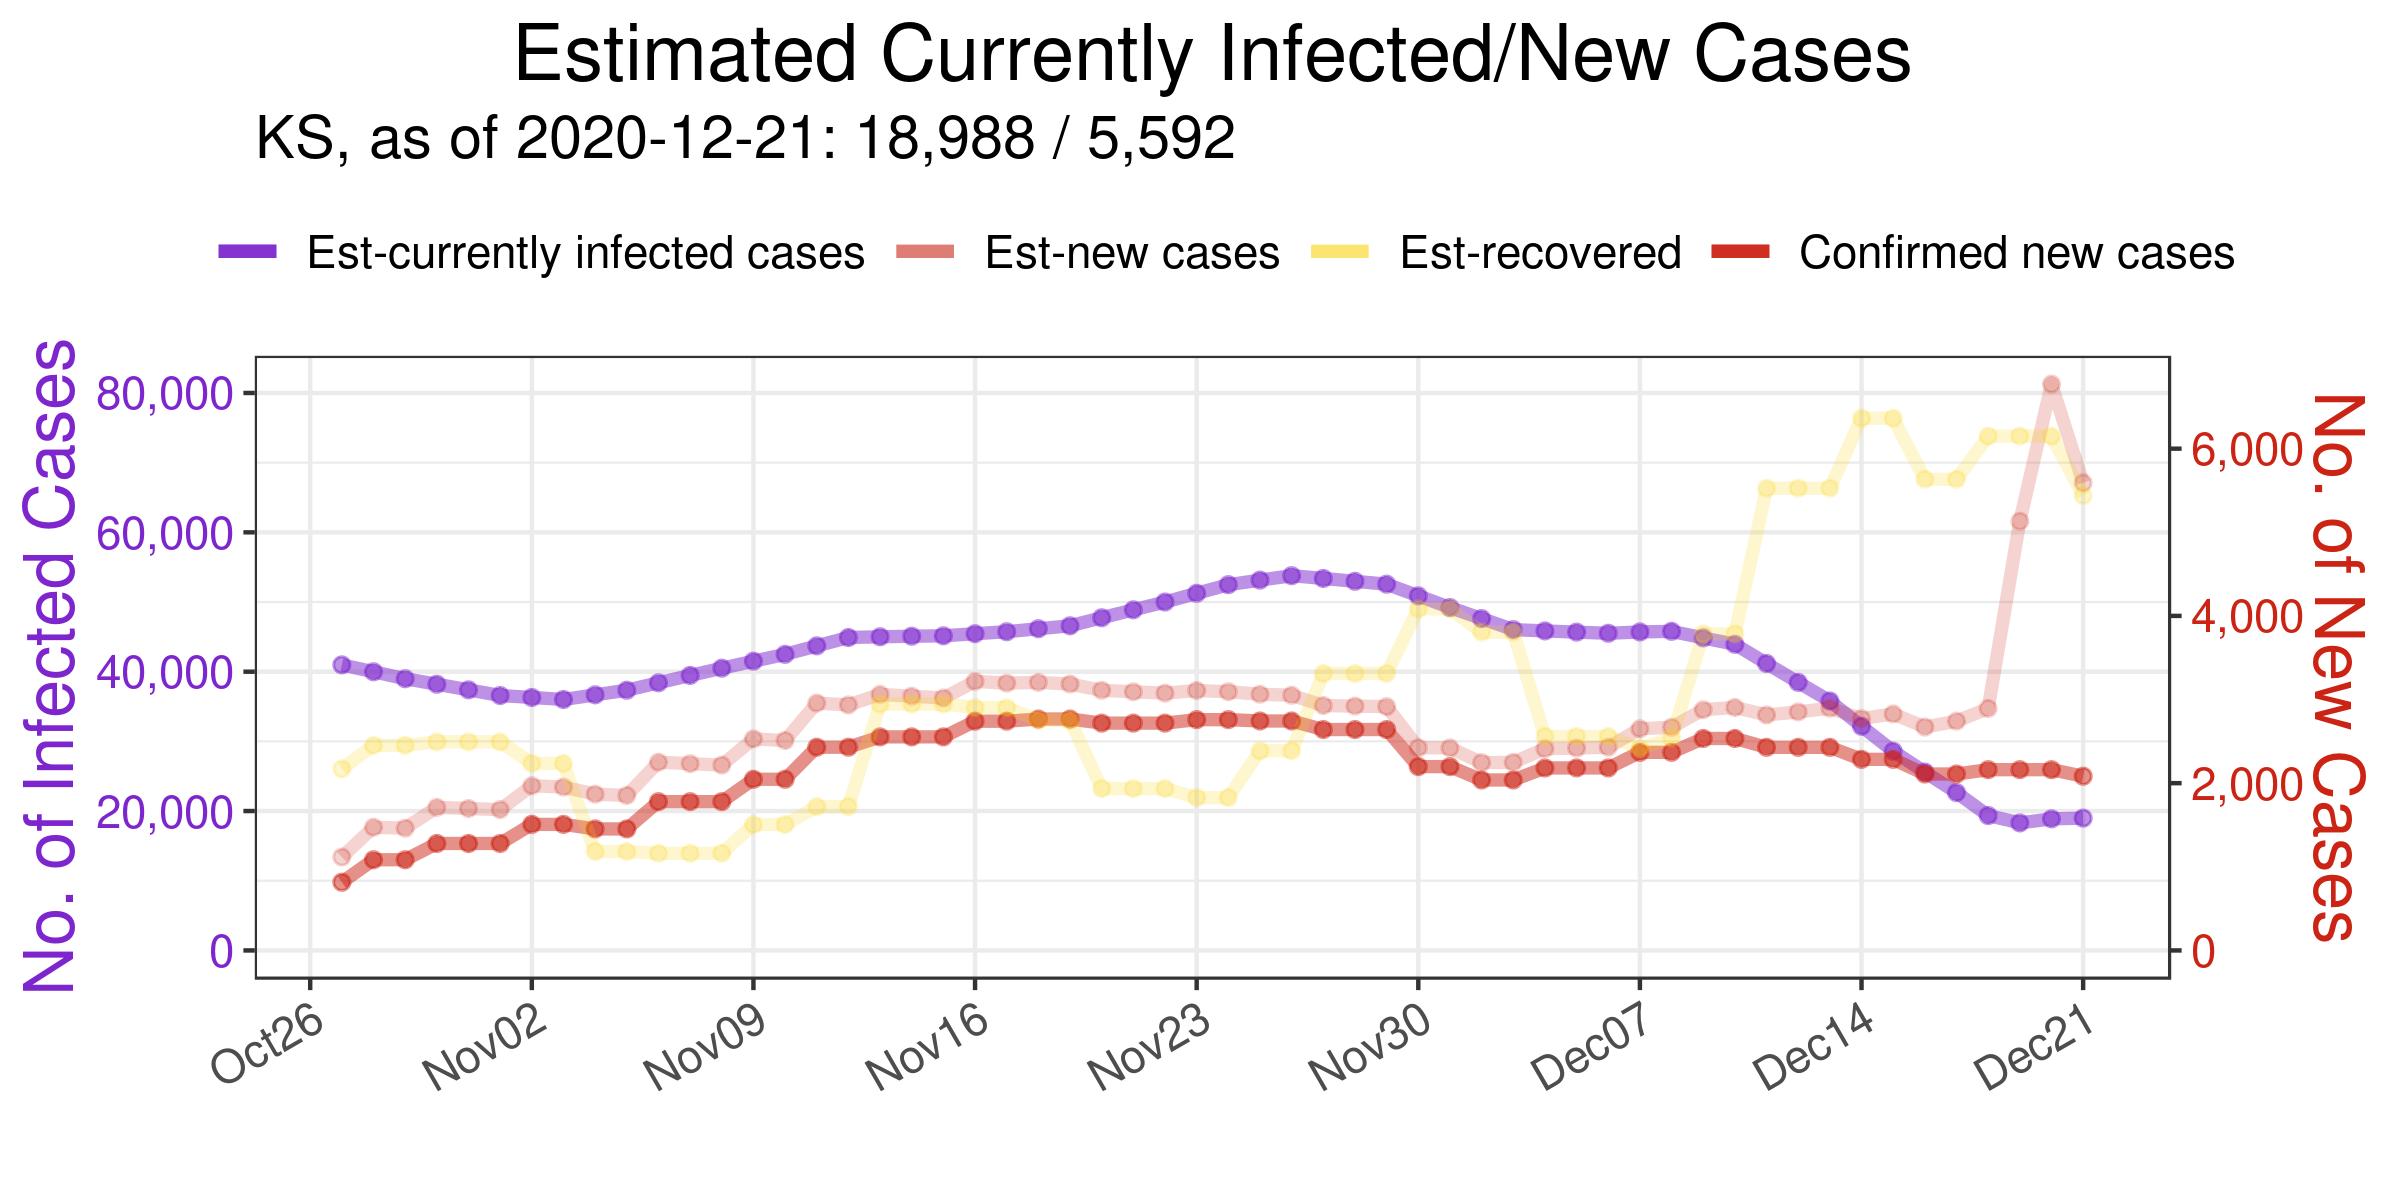 Estimated Currently Infected/New Cases
KS, as of 2020-12-21: 18,988 / 5,592
Est-currently infected cases Est-new cases Est-recovered Confirmed new cases
No. of Infected Cases
80,000
60,000
40,000
20,000
0
6,000
4,000
2,000
0
No. of New Cases
Oct26 Nov02 Nov09 Nov16 Nov23 Nov30 Dec07 Dec14 Dec21